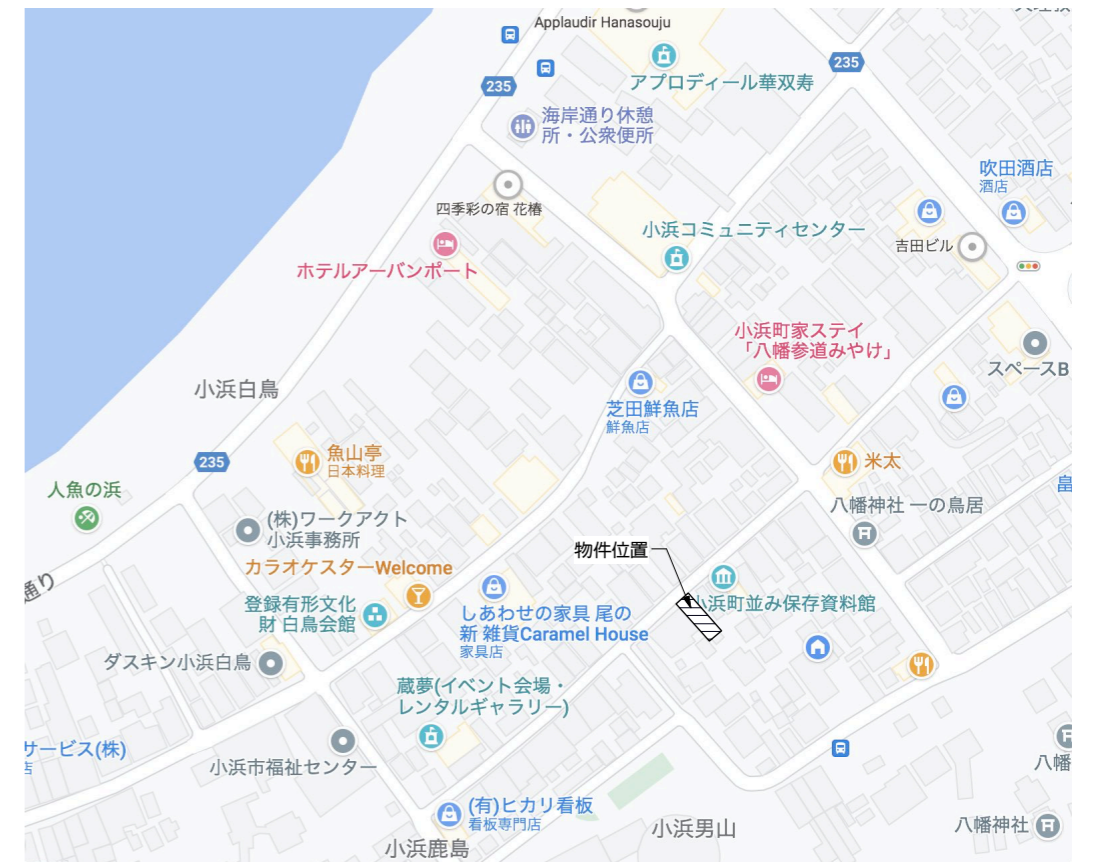 Applaudir Hanasouju
アプロディール華双寿
235
235
海岸通り休憩
所・公衆便所
吹田酒店
酒店
四季彩の宿 花椿
小浜コミュニティセンター
吉田ビル
ホテルアーバンポート
小浜町家ステイ
「八幡参道みやけ」
スペースB
小浜白鳥
芝田鮮魚店
鮮魚店
235
魚山亭
日本料理
米太
人魚の浜
畠
八幡神社 一の鳥居
(株)ワークアクト
小浜事務所
物件位置
カラオケスターWelcome
通り
登録有形文化
財 白鳥会館
しあわせの家具 尾の
新 雑貨Caramel House
家具店
小浜町並み保存資料館
ダスキン小浜白鳥
蔵夢(イベント会場・
レンタルギャラリー)
サービス(株)
店
小浜市福祉センター
八幡
(有)ヒカリ看板
看板専門店
小浜男山
八幡神社
小浜鹿島